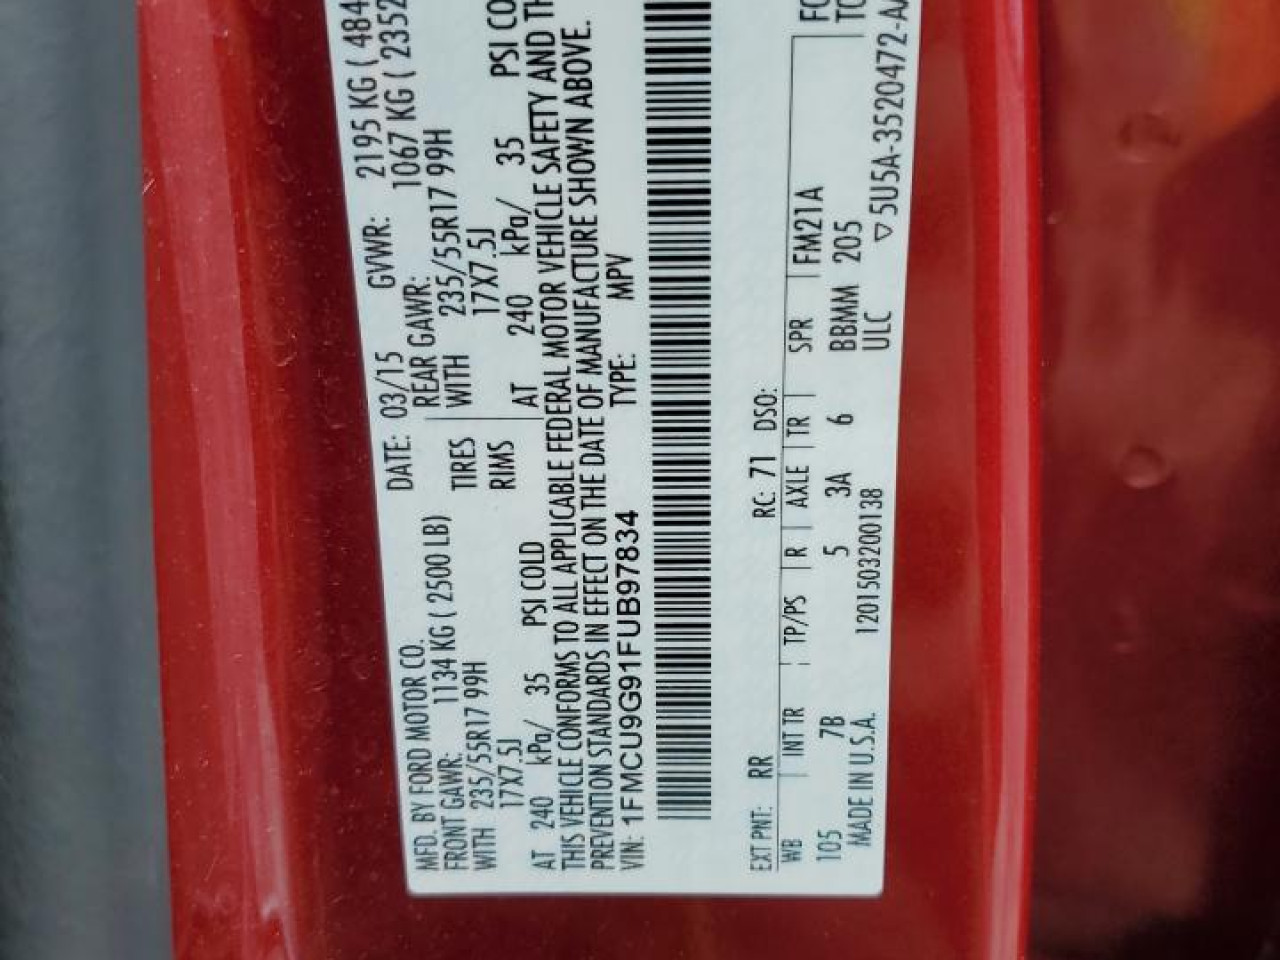 MFD. BY FORD MOTOR CO.
DATE: 03/15 GVWR: 2195 KG ( 484
FRONT GAWR: 1134 KG ( 2500 LB)
REAR GAWR: 1067 KG ( 2352
WITH 235/55R17 99H TIRES WITH 235/55R17 99H
17X7.5J RIMS 17X7.5J
AT 240 kPa/ 35 PSI COLD AT 240 kPa/ 35 PSI CO
THIS VEHICLE CONFORMS TO ALL APPLICABLE FEDERAL MOTOR VEHICLE SAFETY AND TH
PREVENTION STANDARDS IN EFFECT ON THE DATE OF MANUFACTURE SHOWN ABOVE.
VIN: 1FMCU9G91FUB97834 TYPE: MPV
EXT PNT: RR RC: 71 DSO:
WB INT TR TP/PS R AXLE TR SPR FM21A
105 7B 5 3A 6 BBMM 205
MADE IN U.S.A. 1201503200138 ULC ▽5U5A-3520472-A
FO
TO